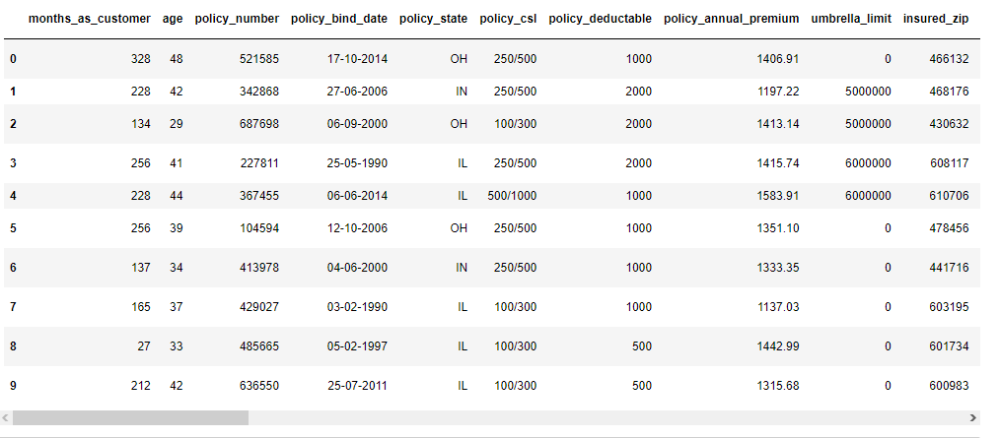 months_as_customer age policy_number policy_bind_date policy_state policy_csl policy_deductable policy_annual_premium umbrella_limit insured_zip
0 328 48 521585 17-10-2014 OH 250/500 1000 1406.91 0 466132
1 228 42 342868 27-06-2006 IN 250/500 2000 1197.22 5000000 468176
2 134 29 687698 06-09-2000 OH 100/300 2000 1413.14 5000000 430632
3 256 41 227811 25-05-1990 IL 250/500 2000 1415.74 6000000 608117
4 228 44 367455 06-06-2014 IL 500/1000 1000 1583.91 6000000 610706
5 256 39 104594 12-10-2006 OH 250/500 1000 1351.10 0 478456
6 137 34 413978 04-06-2000 IN 250/500 1000 1333.35 0 441716
7 165 37 429027 03-02-1990 IL 100/300 1000 1137.03 0 603195
8 27 33 485665 05-02-1997 IL 100/300 500 1442.99 0 601734
9 212 42 636550 25-07-2011 IL 100/300 500 1315.68 0 600983